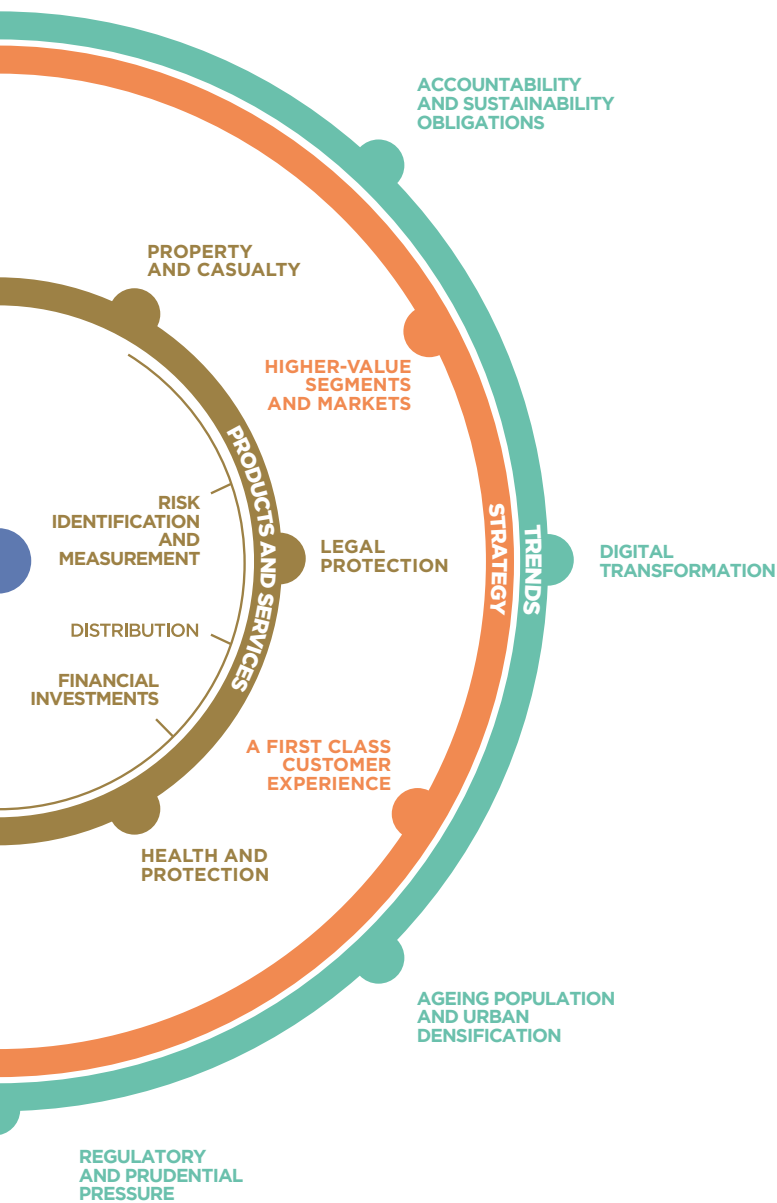 ACCOUNTABILITY
AND SUSTAINABILITY
OBLIGATIONS
PROPERTY
AND CASUALTY
HIGHER-VALUE
SEGMENTS
AND MARKETS
PRODUCTS AND SERVICES
RISK
IDENTIFICATION
AND
MEASUREMENT
LEGAL
PROTECTION
STRATEGY
TRENDS
DIGITAL
TRANSFORMATION
DISTRIBUTION
FINANCIAL
INVESTMENTS
A FIRST CLASS
CUSTOMER
EXPERIENCE
HEALTH AND
PROTECTION
AGEING POPULATION
AND URBAN
DENSIFICATION
REGULATORY
AND PRUDENTIAL
PRESSURE